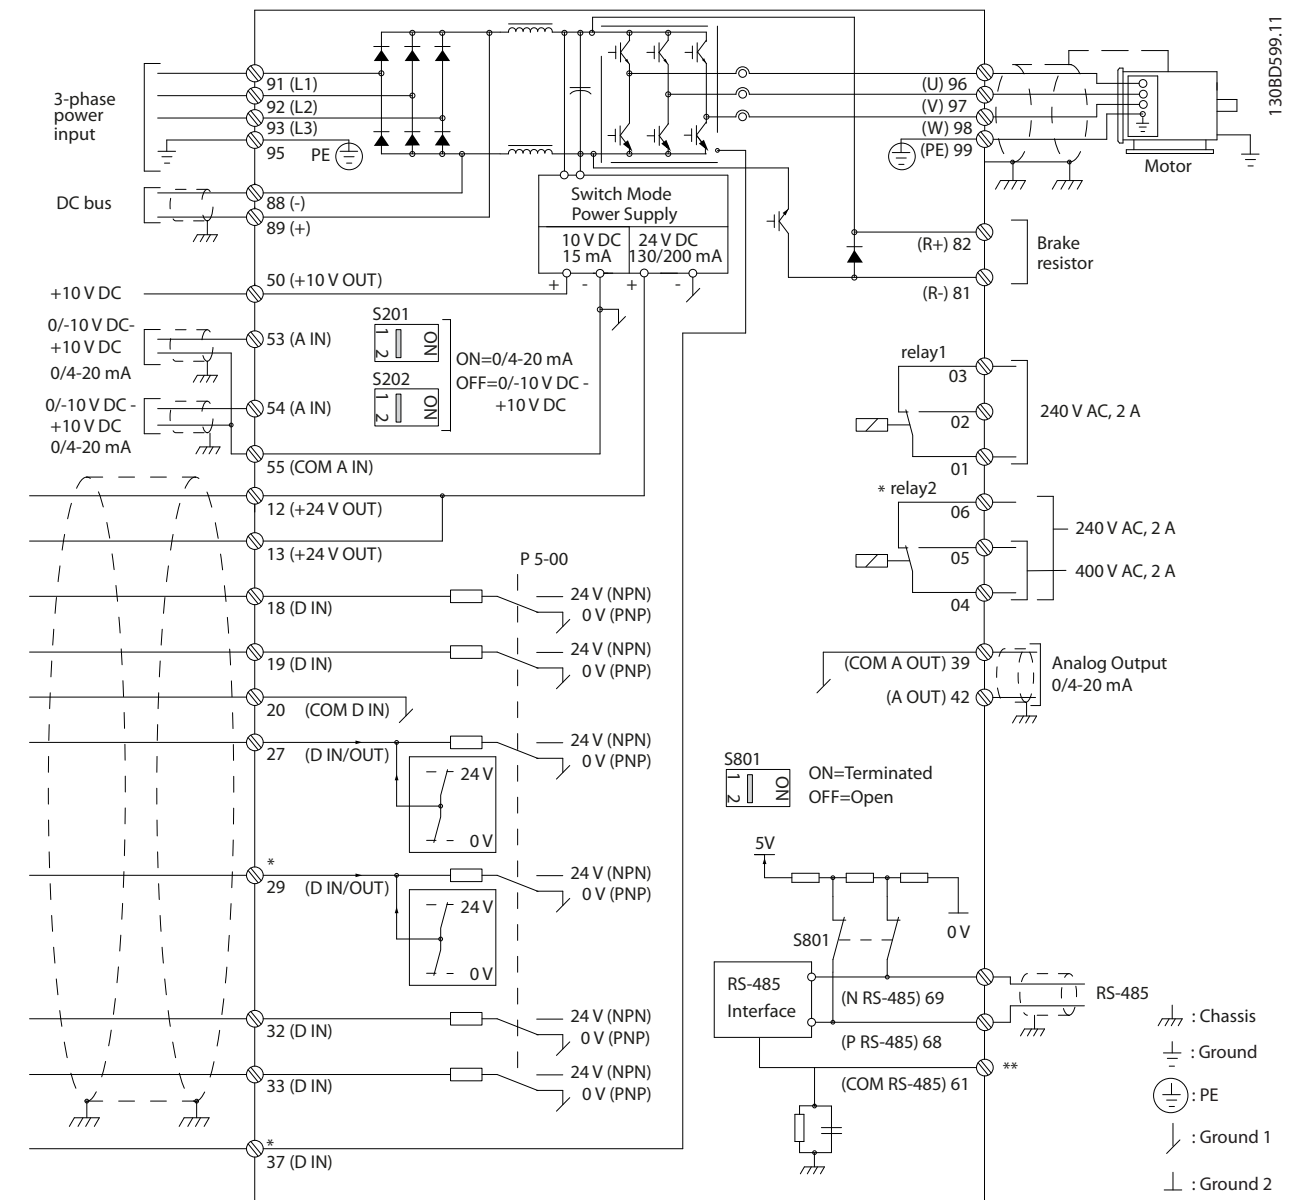 130BD599.11
3-phase
power
input
91 (L1)
92 (L2)
93 (L3)
95
PE
DC bus
88 (-)
89 (+)
+10 V DC
50 (+10 V OUT)
0/-10 V DC-
+10 V DC
0/4-20 mA
53 (A IN)
0/-10 V DC -
+10 V DC
0/4-20 mA
54 (A IN)
55 (COM A IN)
12 (+24 V OUT)
13 (+24 V OUT)
18 (D IN)
19 (D IN)
20 (COM D IN)
27 (D IN/OUT)
24 V
0 V
*
29 (D IN/OUT)
24 V
0 V
32 (D IN)
33 (D IN)
*
37 (D IN)
S201
1
2
ON
S202
1
2
ON
ON=0/4-20 mA
OFF=0/-10 V DC -
+10 V DC
P 5-00
24 V (NPN)
0 V (PNP)
24 V (NPN)
0 V (PNP)
24 V (NPN)
0 V (PNP)
24 V (NPN)
0 V (PNP)
24 V (NPN)
0 V (PNP)
24 V (NPN)
0 V (PNP)
Switch Mode
Power Supply
10 V DC
15 mA
24 V DC
130/200 mA
+ - + -
(U) 96
(V) 97
(W) 98
(PE) 99
Motor
(R+) 82
(R-) 81
Brake
resistor
relay1
03
02
01
240 V AC, 2 A
* relay2
06
05
04
240 V AC, 2 A
400 V AC, 2 A
(COM A OUT) 39
(A OUT) 42
Analog Output
0/4-20 mA
S801
1
2
ON
ON=Terminated
OFF=Open
5V
S801
0 V
RS-485
Interface
(N RS-485) 69
(P RS-485) 68
(COM RS-485) 61
**
RS-485
: Chassis
: Ground
: PE
: Ground 1
: Ground 2